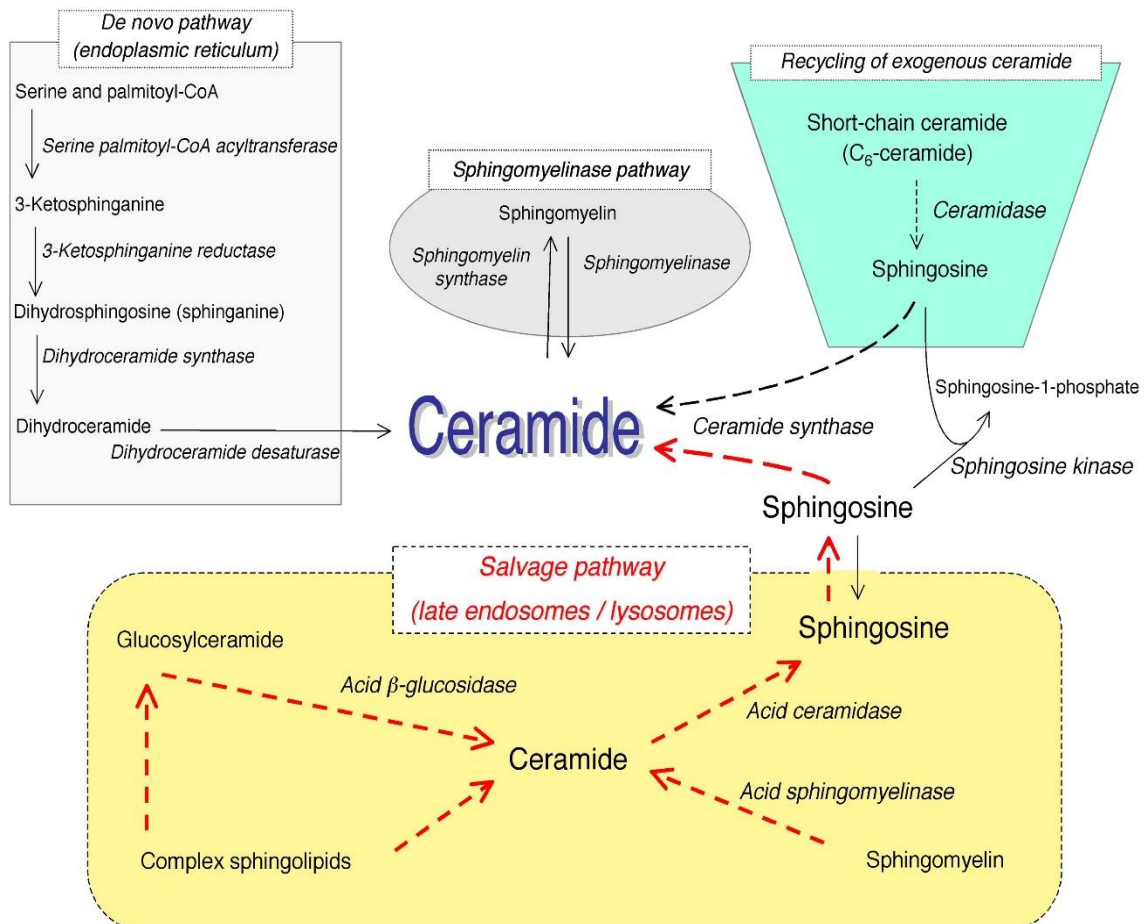 De novo pathway
(endoplasmic reticulum)
Serine and palmitoyl-CoA
Serine palmitoyl-CoA acyltransferase
3-Ketosphinganine
3-Ketosphinganine reductase
Dihydrosphingosine (sphinganine)
Dihydroceramide synthase
Dihydroceramide
Dihydroceramide desaturase
Sphingomyelinase pathway
Sphingomyelin
Sphingomyelin
synthase
Sphingomyelinase
Ceramide
Recycling of exogenous ceramide
Short-chain ceramide
(C₆-ceramide)
Ceramidase
Sphingosine
Sphingosine-1-phosphate
Ceramide synthase
Sphingosine kinase
Sphingosine
Salvage pathway
(late endosomes / lysosomes)
Sphingosine
Glucosylceramide
Acid β-glucosidase
Acid ceramidase
Ceramide
Acid sphingomyelinase
Complex sphingolipids
Sphingomyelin